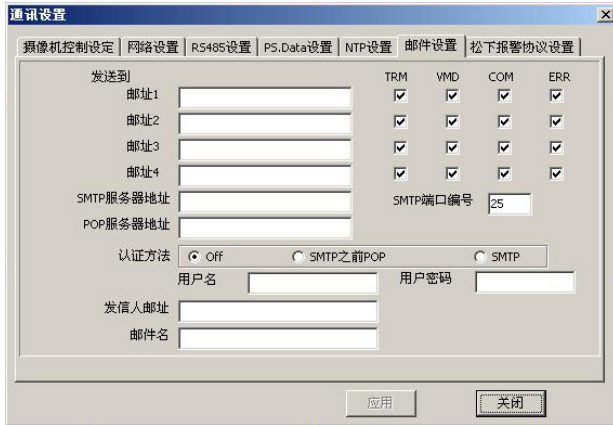 通讯设置
摄像机控制设定 网络设置 RS485设置 PS.Data设置 NTP设置 邮件设置 松下报警协议设置
发送到 TRM VMD COM ERR
邮址1
邮址2
邮址3
邮址4
SMTP服务器地址 SMTP端口编号 25
POP服务器地址
认证方法 Off SMTP之前POP SMTP
用户名 用户密码
发信人邮址
邮件名
应用 关闭